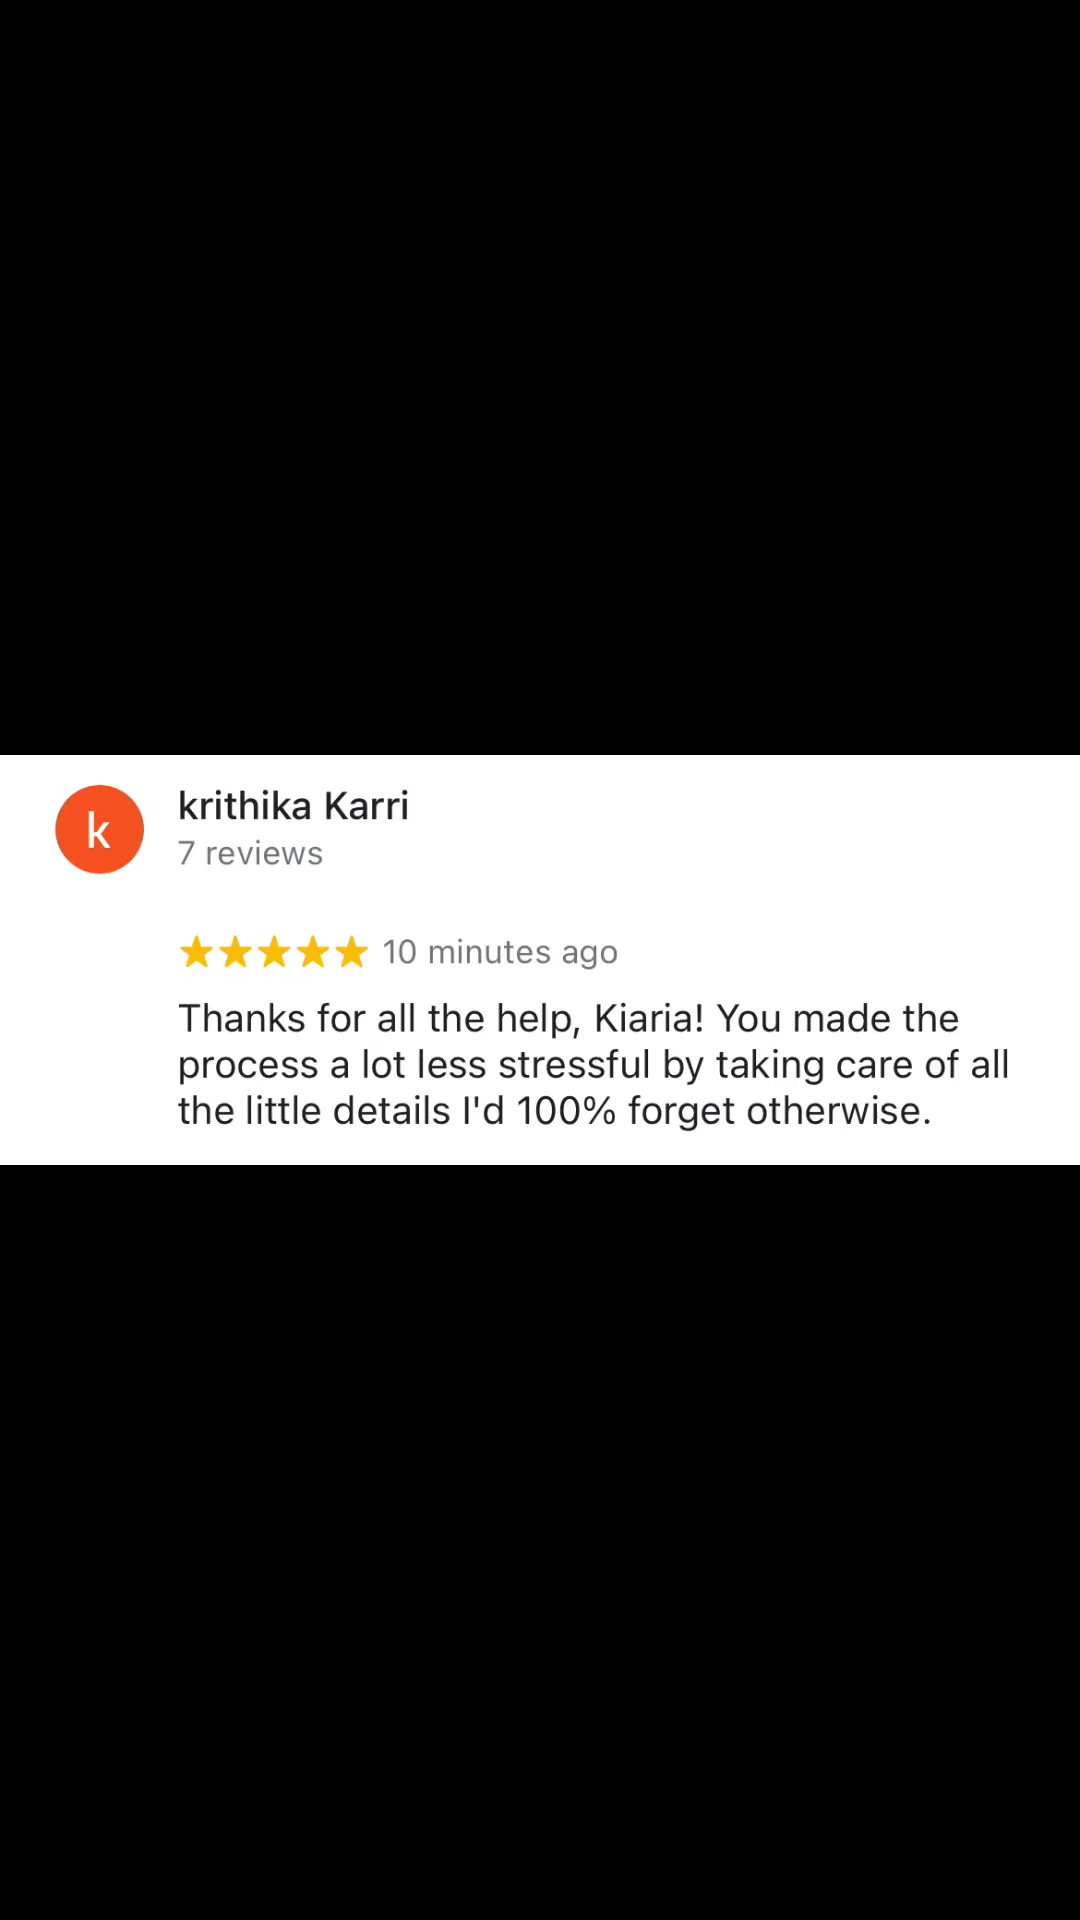 k
krithika Karri
7 reviews
10 minutes ago
Thanks for all the help, Kiaria! You made the
process a lot less stressful by taking care of all
the little details I'd 100% forget otherwise.